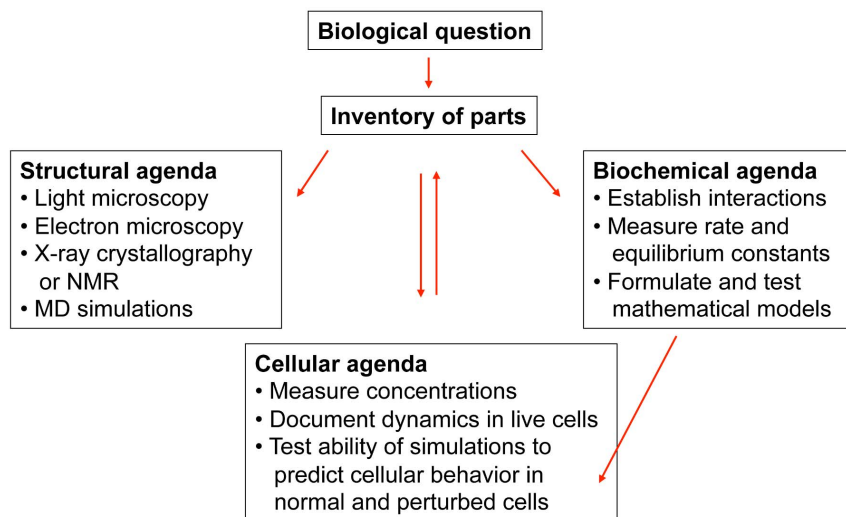 Biological question
Inventory of parts
Structural agenda
• Light microscopy
• Electron microscopy
• X-ray crystallography
or NMR
• MD simulations
Biochemical agenda
• Establish interactions
• Measure rate and
equilibrium constants
• Formulate and test
mathematical models
Cellular agenda
• Measure concentrations
• Document dynamics in live cells
• Test ability of simulations to
predict cellular behavior in
normal and perturbed cells